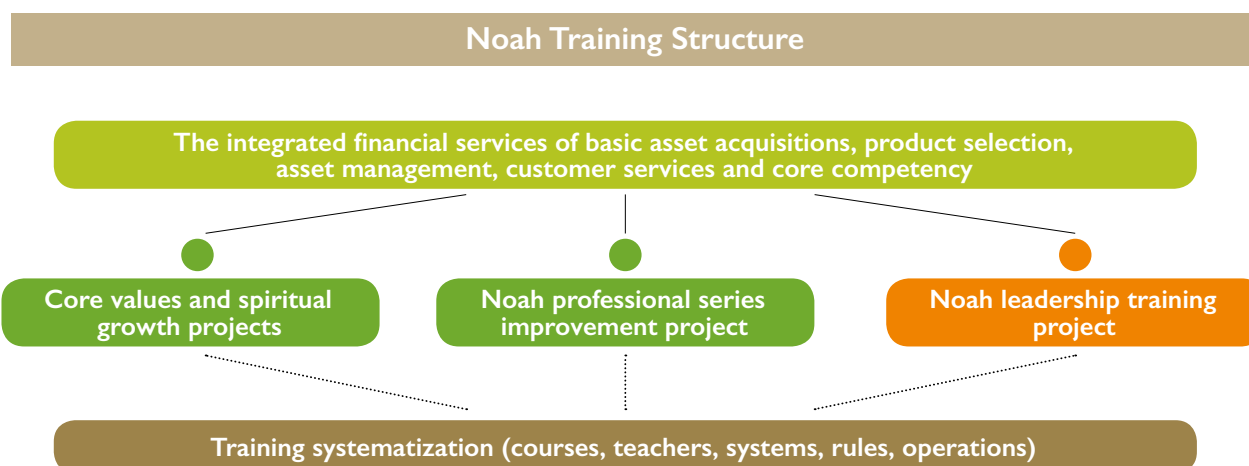 Noah Training Structure
The integrated financial services of basic asset acquisitions, product selection,
asset management, customer services and core competency
Core values and spiritual
growth projects
Noah professional series
improvement project
Noah leadership training
project
Training systematization (courses, teachers, systems, rules, operations)